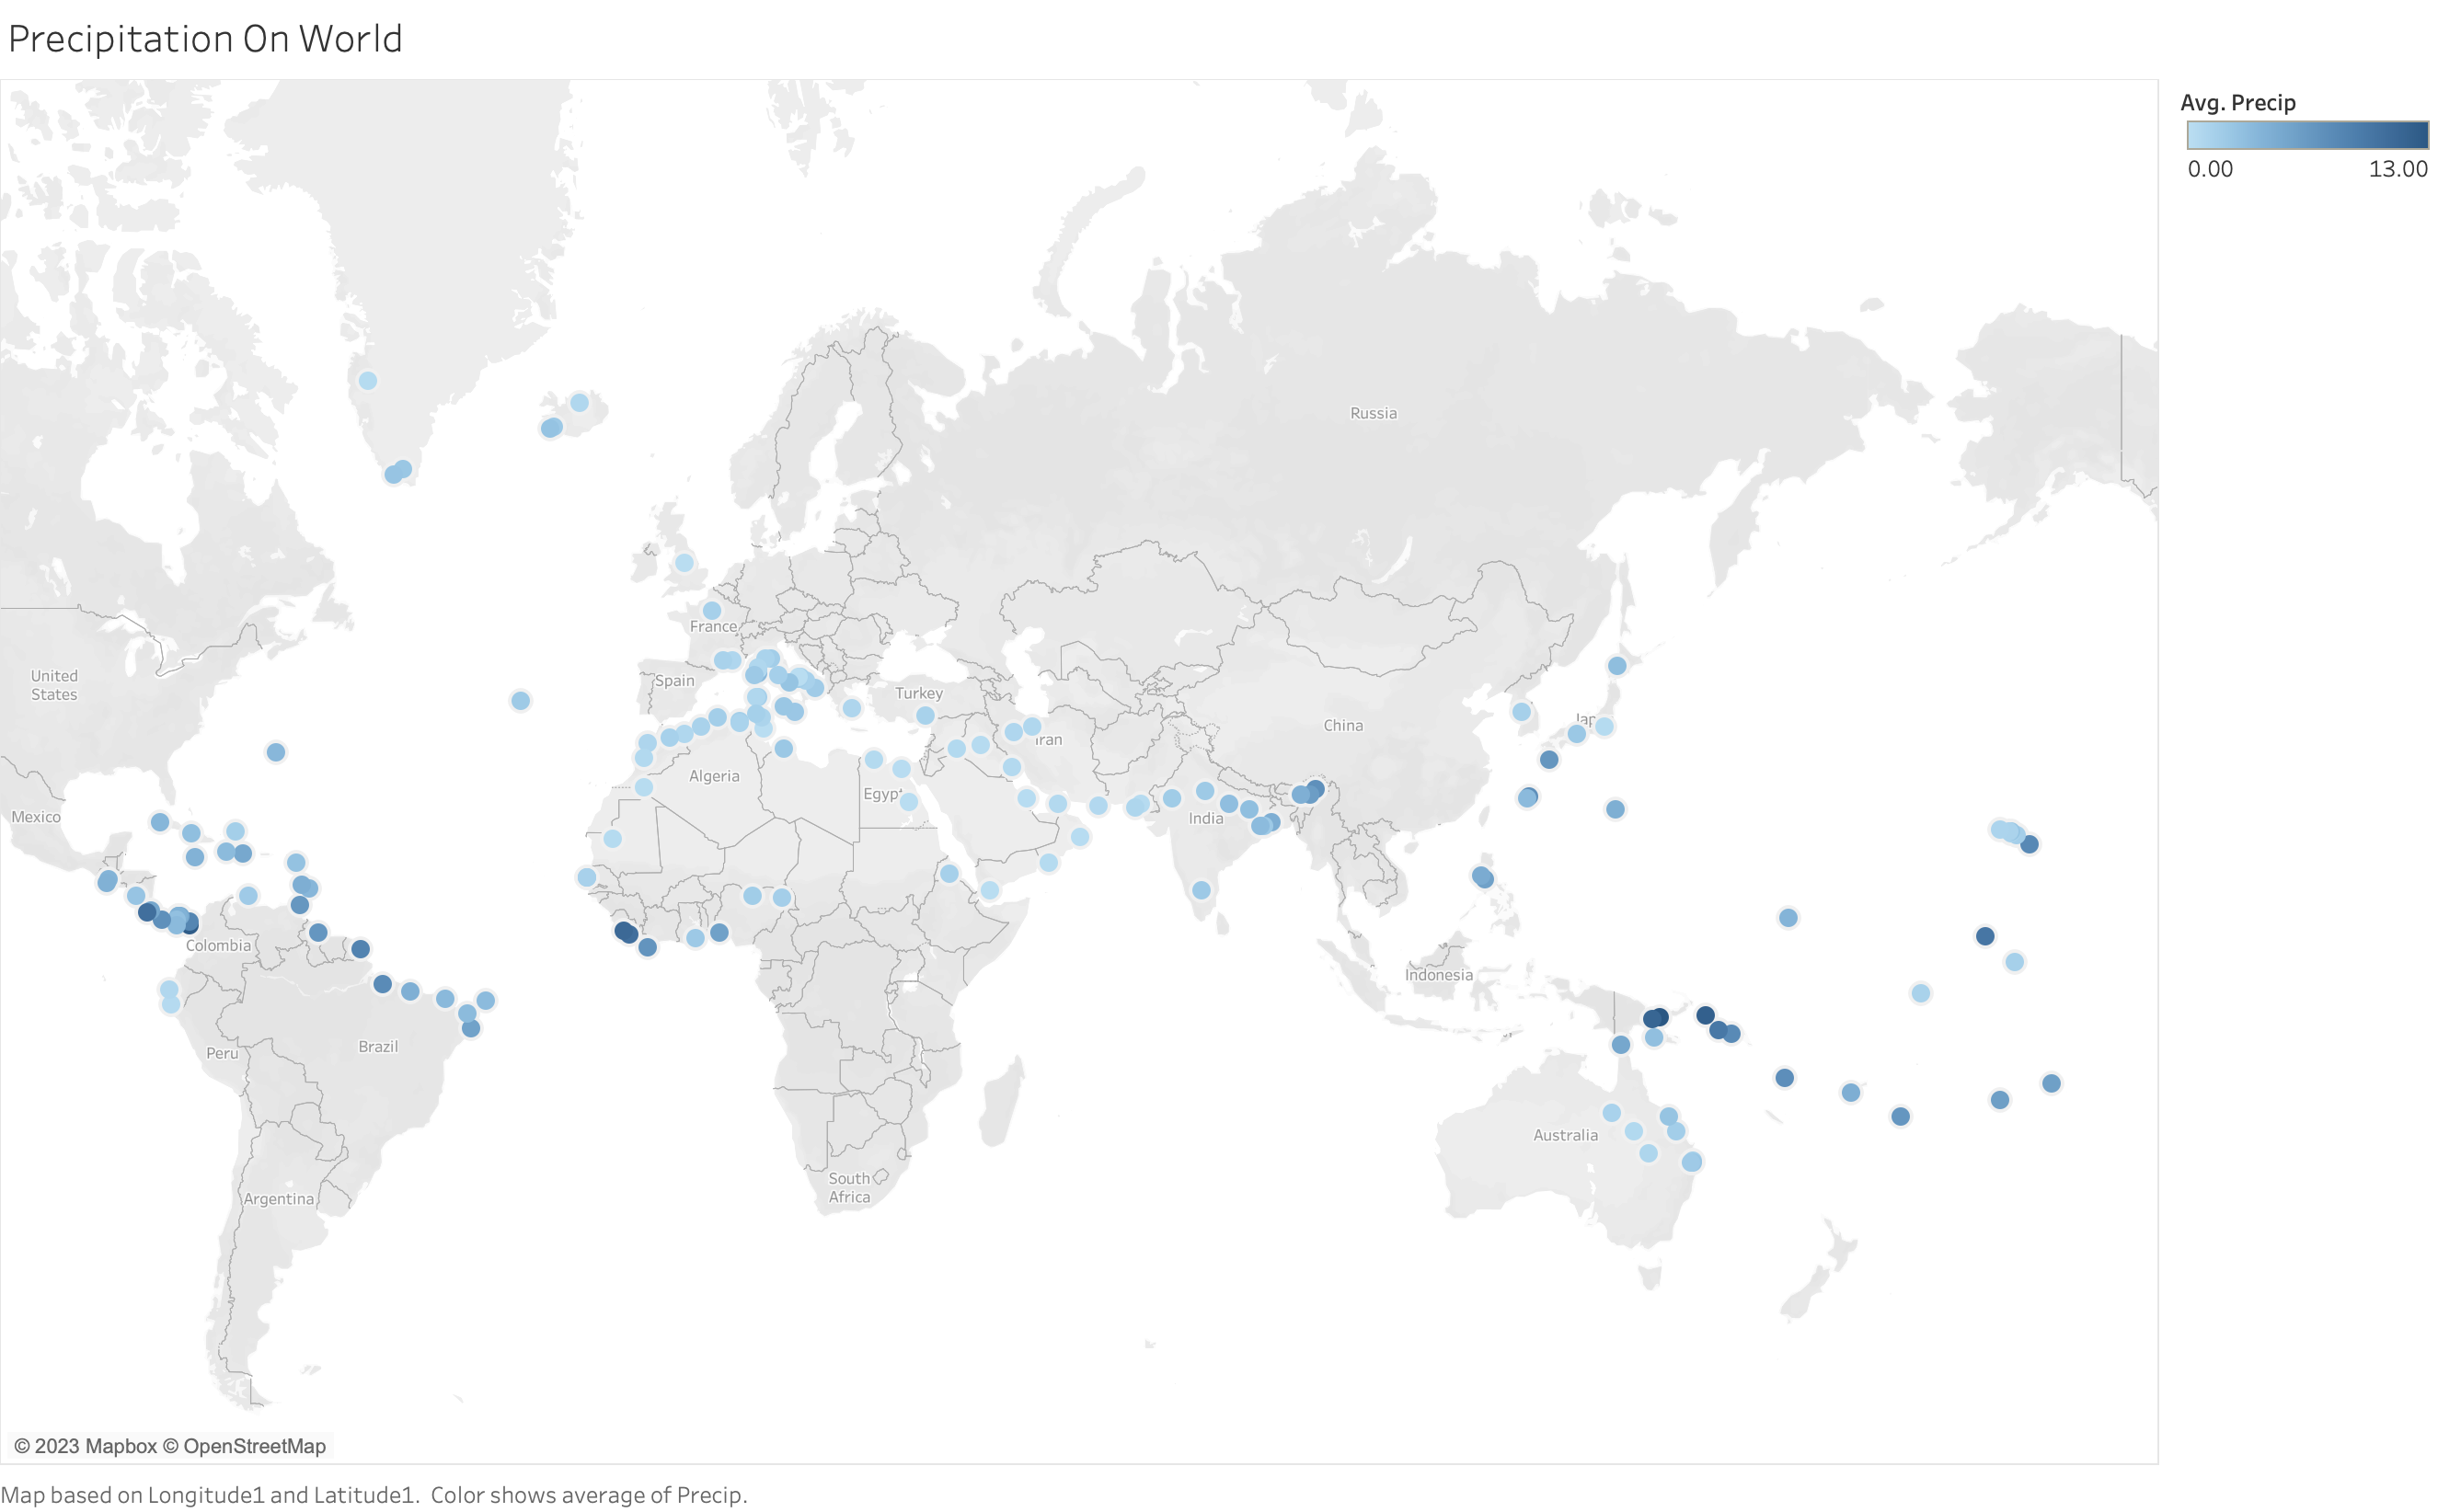 Precipitation On World
Avg. Precip
0.00 13.00
Russia
France
United
States
Spain
Turkey
China
Iran
Algeria
Egypt
Mexico
India
Colombia
Indonesia
Peru
Brazil
Australia
South
Africa
Argentina
© 2023 Mapbox © OpenStreetMap
Map based on Longitude1 and Latitude1. Color shows average of Precip.